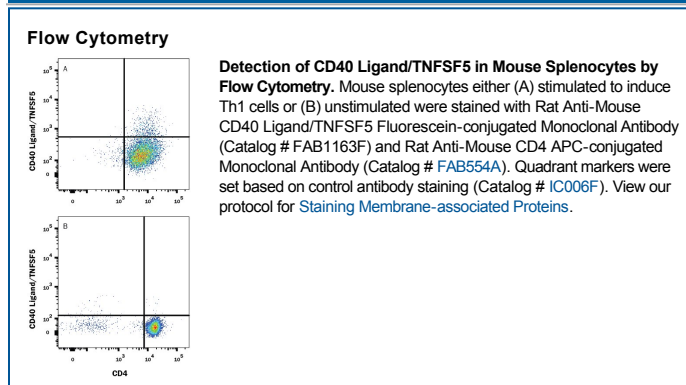 Flow Cytometry
A
10⁵
10⁴
10³
10²
0
CD40 Ligand/TNFSF5
0 10³ 10⁴ 10⁵
B
10⁵
10⁴
10³
10²
0
CD40 Ligand/TNFSF5
0 10³ 10⁴ 10⁵
CD4
Detection of CD40 Ligand/TNFSF5 in Mouse Splenocytes by
Flow Cytometry. Mouse splenocytes either (A) stimulated to induce
Th1 cells or (B) unstimulated were stained with Rat Anti-Mouse
CD40 Ligand/TNFSF5 Fluorescein-conjugated Monoclonal Antibody
(Catalog # FAB1163F) and Rat Anti-Mouse CD4 APC-conjugated
Monoclonal Antibody (Catalog # FAB554A). Quadrant markers were
set based on control antibody staining (Catalog # IC006F). View our
protocol for Staining Membrane-associated Proteins.